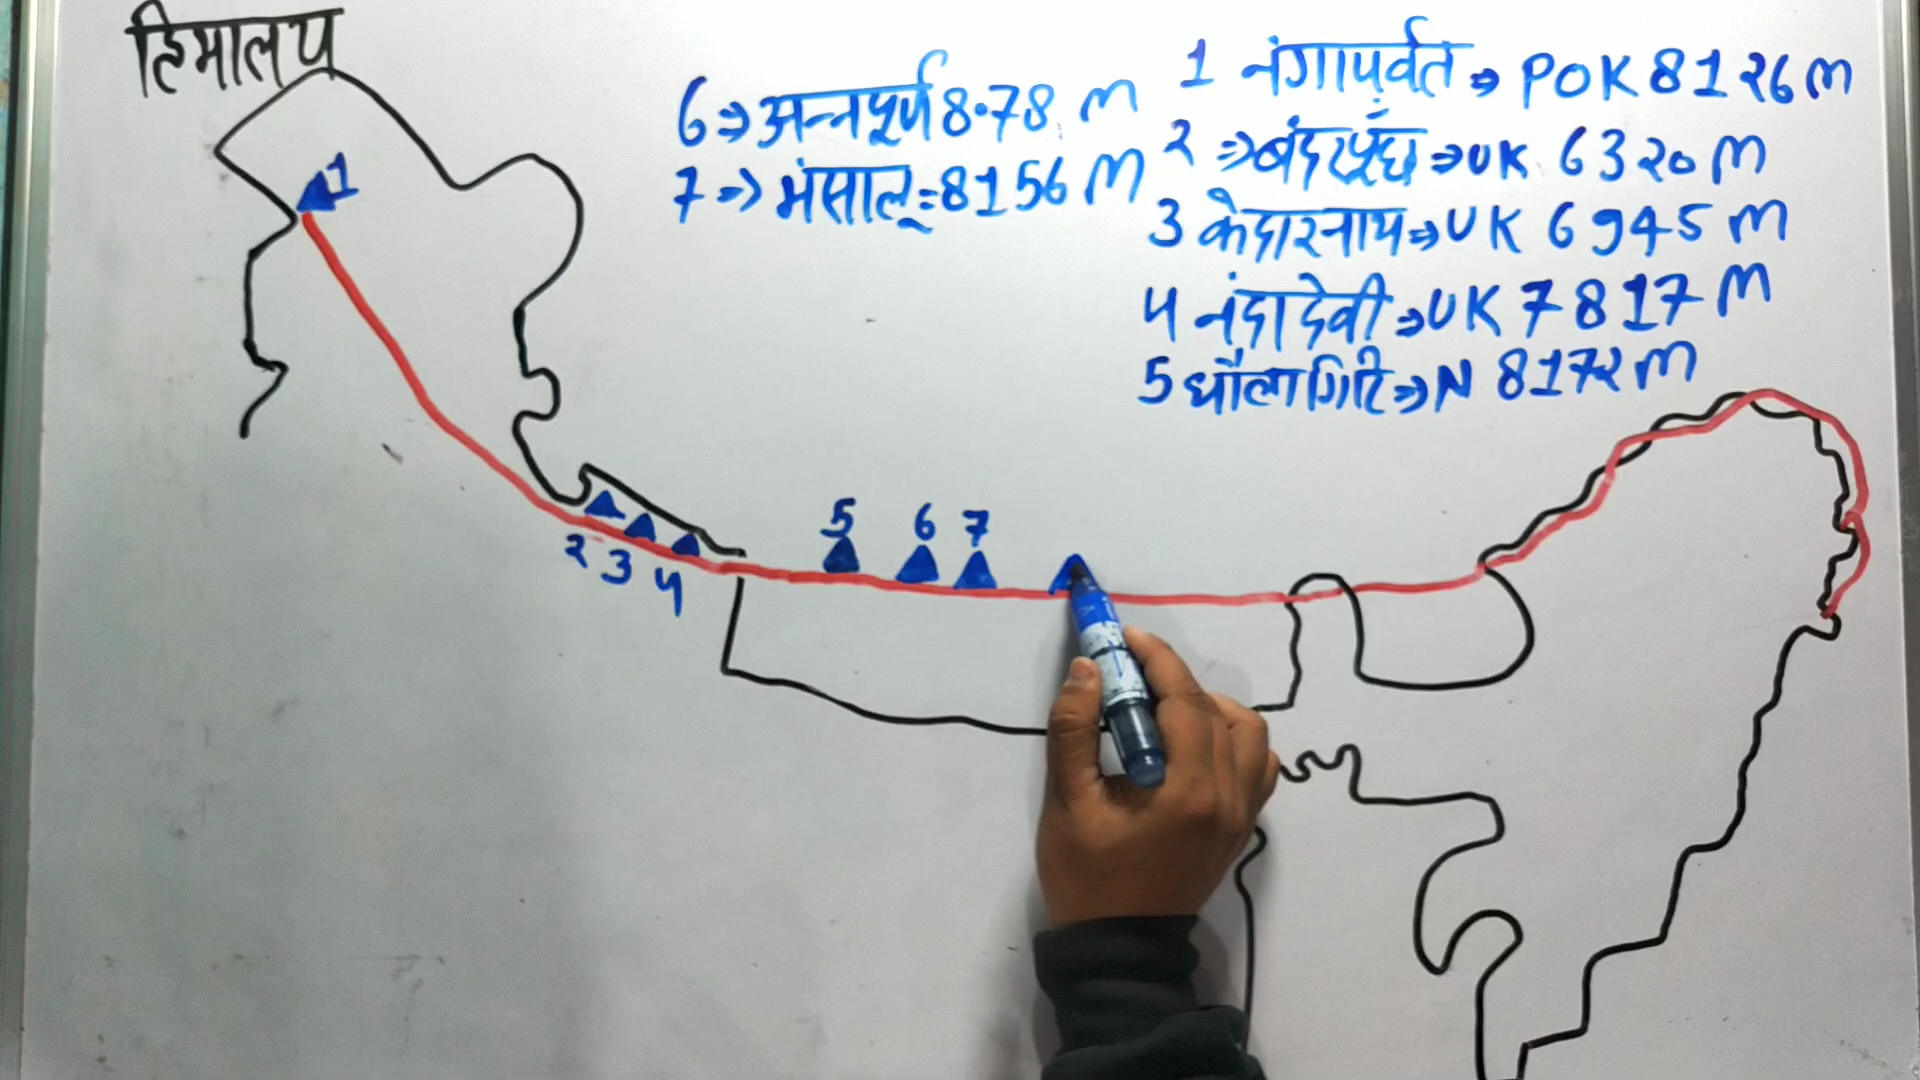 हिमालय
1 नंगापर्वत ⇒ POK 8126 m
2 ⇒ बंदरपूँछ ⇒ UK 6320 m
3 केदारनाथ ⇒ UK 6945 m
4 नंदादेवी ⇒ UK 7817 m
5 धौलागिरि ⇒ N 8172 m
6 ⇒ अन्नपूर्ण 8•78 m
7 => मंसालू = 8156 m
1
2
3
4
5
6
7